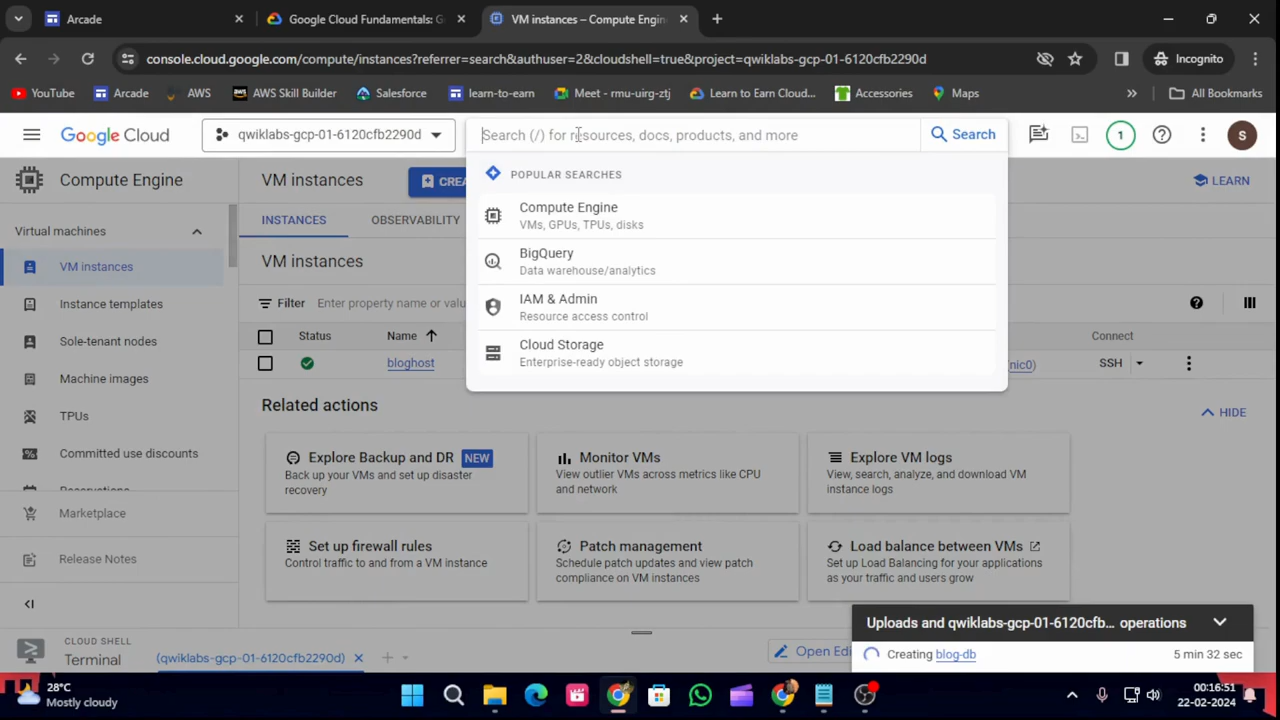 Arcade
Google Cloud Fundamentals: G
VM instances – Compute Engin
console.cloud.google.com/compute/instances?referrer=search&authuser=2&cloudshell=true&project=qwiklabs-gcp-01-6120cfb2290d
Incognito
YouTube
Arcade
AWS
AWS Skill Builder
Salesforce
learn-to-earn
Meet - rmu-uirg-ztj
Learn to Earn Cloud...
Accessories
Maps
»
All Bookmarks
Google Cloud
qwiklabs-gcp-01-6120cfb2290d
Search (/) for resources, docs, products, and more
Search
1
S
Compute Engine
VM instances
CREA
LEARN
POPULAR SEARCHES
Compute Engine
VMs, GPUs, TPUs, disks
BigQuery
Data warehouse/analytics
IAM & Admin
Resource access control
Cloud Storage
Enterprise-ready object storage
INSTANCES
OBSERVABILITY
Virtual machines
VM instances
Instance templates
Sole-tenant nodes
Machine images
TPUs
Committed use discounts
Reservations
Marketplace
Release Notes
VM instances
Filter
Enter property name or valu
Status
Name
Connect
bloghost
nic0)
SSH
Related actions
HIDE
Explore Backup and DR
NEW
Back up your VMs and set up disaster
recovery
Monitor VMs
View outlier VMs across metrics like CPU
and network
Explore VM logs
View, search, analyze, and download VM
instance logs
Set up firewall rules
Control traffic to and from a VM instance
Patch management
Schedule patch updates and view patch
compliance on VM instances
Load balance between VMs
Set up Load Balancing for your applications
as your traffic and users grow
Uploads and qwiklabs-gcp-01-6120cfb... operations
Creating blog-db
5 min 32 sec
CLOUD SHELL
Terminal
(qwiklabs-gcp-01-6120cfb2290d)
Open Edi
28°C
Mostly cloudy
00:16:51
22-02-2024